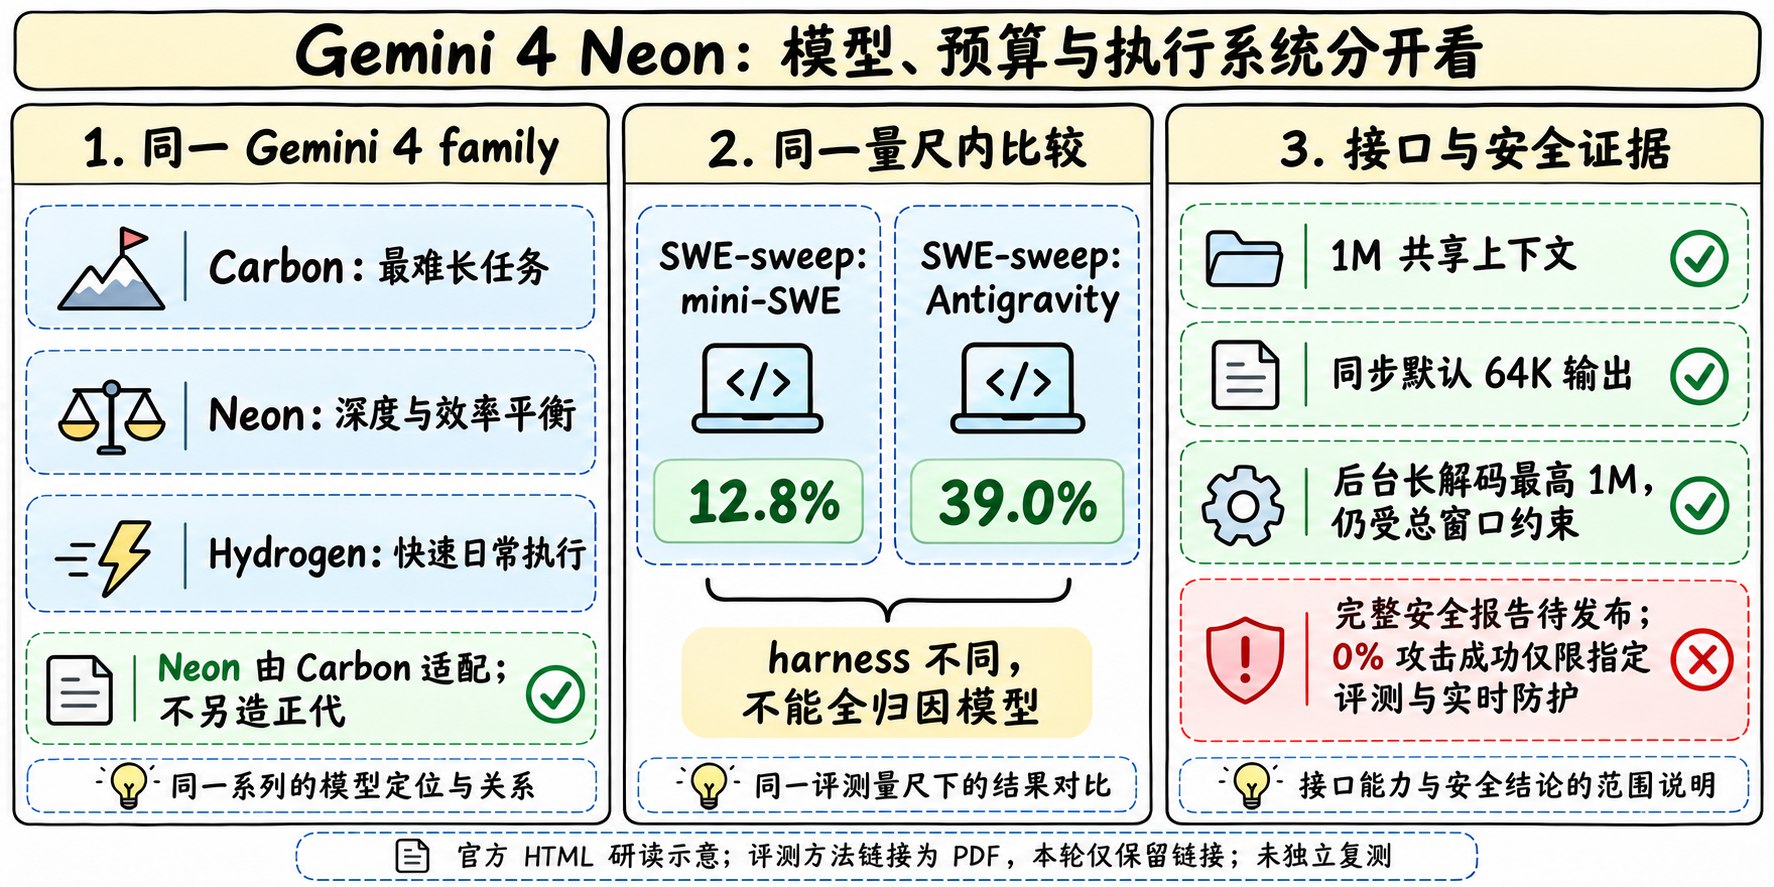 Gemini 4 Neon：模型、预算与执行系统分开看
1. 同一 Gemini 4 family
Carbon：最难长任务
Neon：深度与效率平衡
Hydrogen：快速日常执行
Neon 由 Carbon 适配；
不另造正代
同一系列的模型定位与关系
2. 同一量尺内比较
SWE-sweep:
mini-SWE
</>
12.8%
SWE-sweep:
Antigravity
</>
39.0%
harness 不同，
不能全归因模型
同一评测量尺下的结果对比
3. 接口与安全证据
1M 共享上下文
同步默认 64K 输出
后台长解码最高 1M，
仍受总窗口约束
完整安全报告待发布；
0% 攻击成功仅限指定
评测与实时防护
接口能力与安全结论的范围说明
官方 HTML 研读示意；评测方法链接为 PDF，本轮仅保留链接；未独立复测